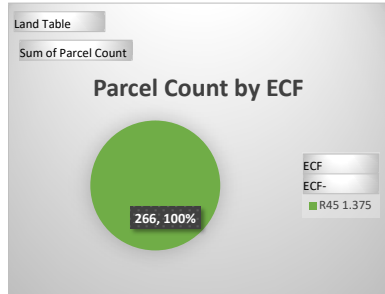 Land Table
Sum of Parcel Count
Parcel Count by ECF
266, 100%
ECF
ECF-
R45 1.375